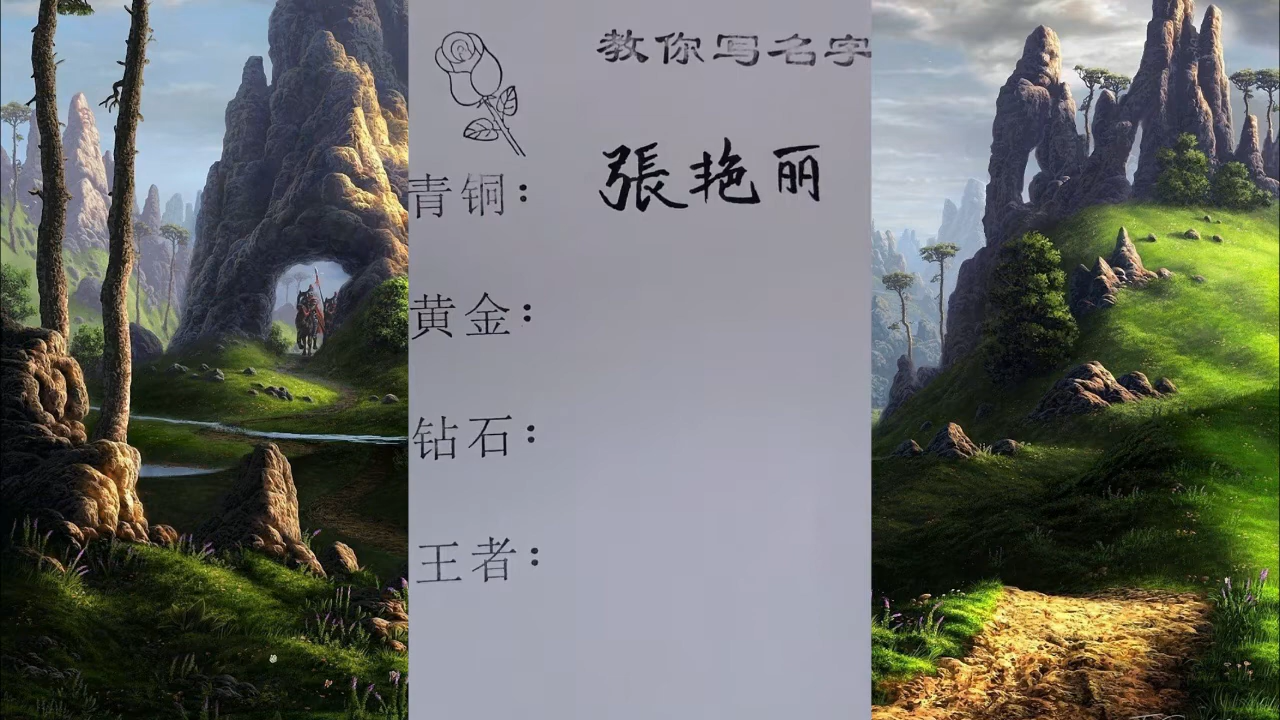 教你写名字
青铜：張艳丽
黄金：
钻石：
王者：